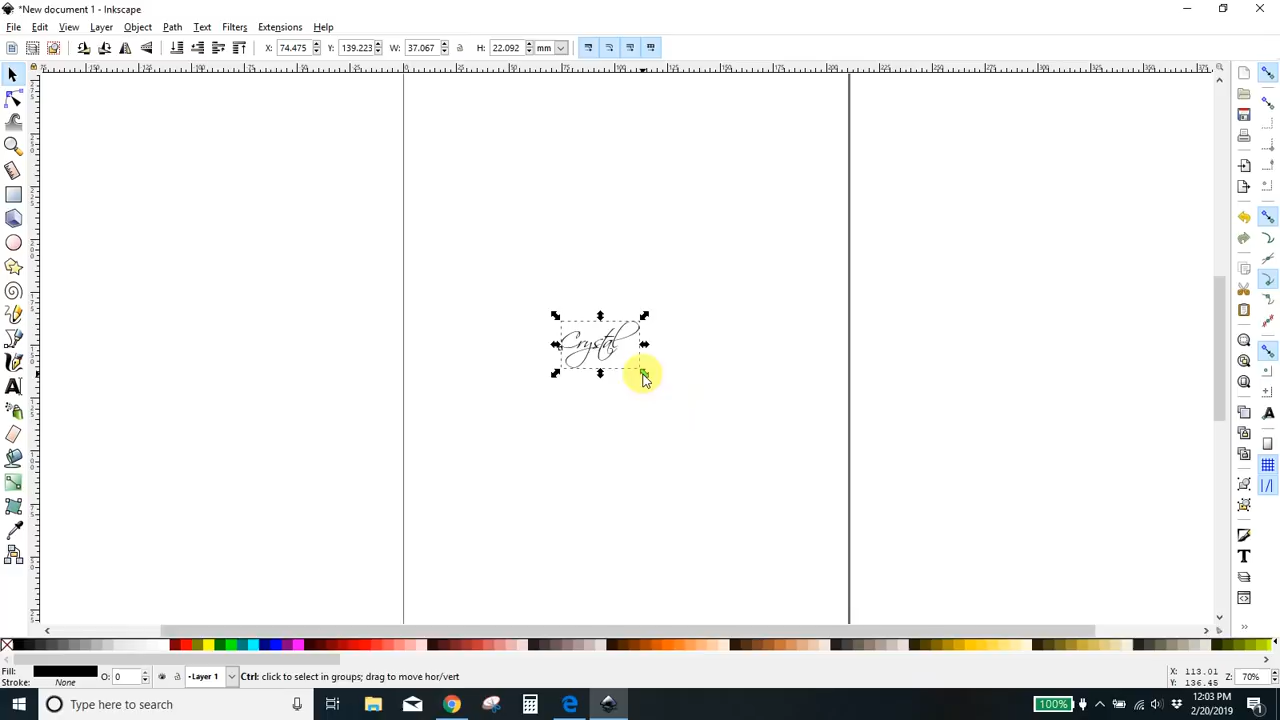 *New document 1 - Inkscape
File Edit View Layer Object Path Text Filters Extensions Help
X: 74.475 Y: 139.223 W: 37.067 H: 22.092 mm
Crystal
Fill: Stroke: None O: 0 Layer 1 Ctrl: click to select in groups; drag to move hor/vert X: 113.01 Y: 136.45 Z: 70%
Type here to search 100% 12:03 PM 2/20/2019